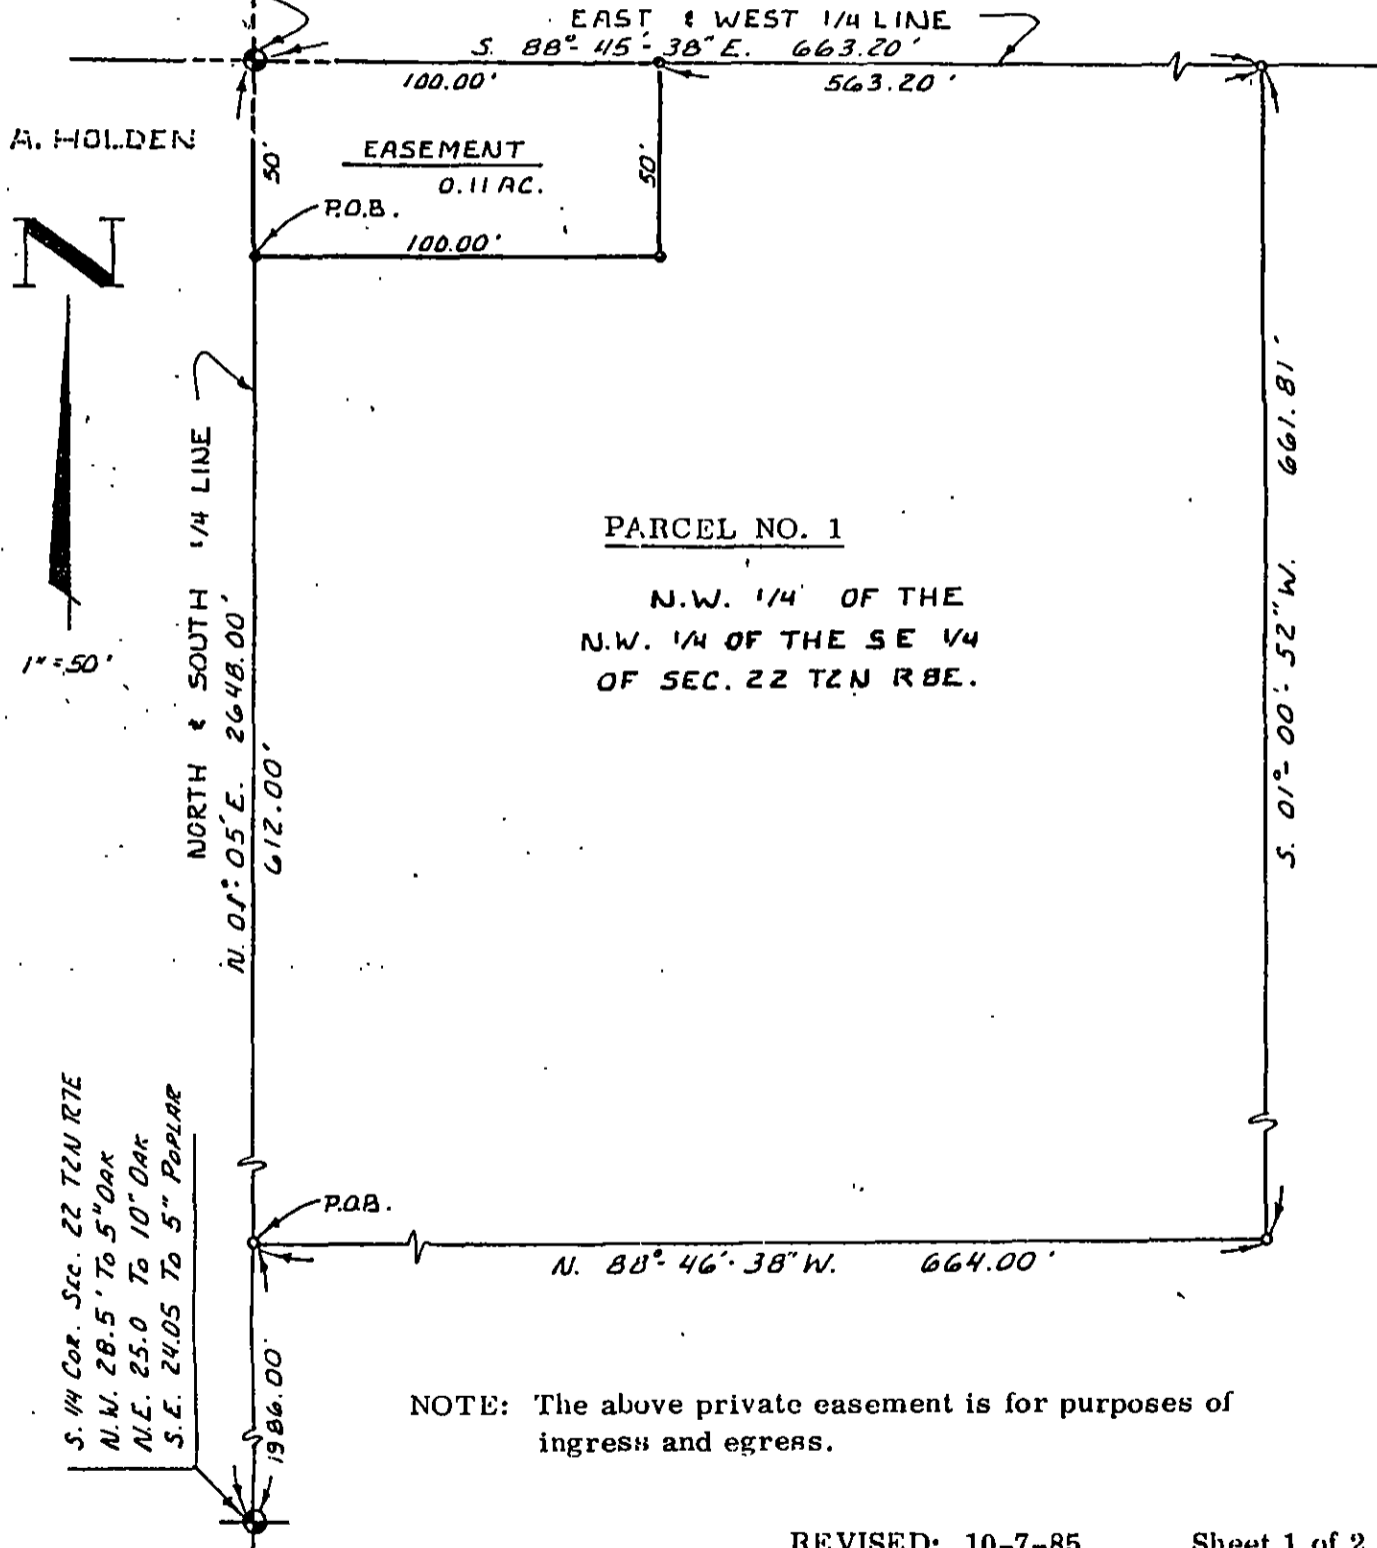 EAST & WEST 1/4 LINE
S. 88°-45'-38" E. 663.20'
100.00'
563.20'
A. HOLDEN
50'
EASEMENT
0.11 AC.
50'
P.O.B.
100.00'
N
1"=50'
NORTH & SOUTH 1/4 LINE
N. 01°-05' E. 2648.00'
612.00'
PARCEL NO. 1
N.W. 1/4 OF THE
N.W. 1/4 OF THE SE 1/4
OF SEC. 22 T2N R8E.
S. 01°-00'-52" W. 661.81'
S. 1/4 COR. SEC. 22 T2N R7E
N.W. 28.5' TO 5" OAK
N.E. 25.0 TO 10" OAK
S.E. 24.05 TO 5" POPLAR
P.O.B.
N. 88°-46'-38" W. 664.00'
1986.00'
NOTE: The above private easement is for purposes of
ingress and egress.
REVISED: 10-7-85 Sheet 1 of 2